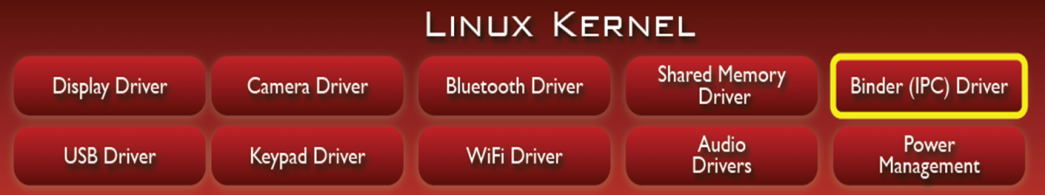 LINUX KERNEL
Display Driver
Camera Driver
Bluetooth Driver
Shared Memory
Driver
Binder (IPC) Driver
USB Driver
Keypad Driver
WiFi Driver
Audio
Drivers
Power
Management